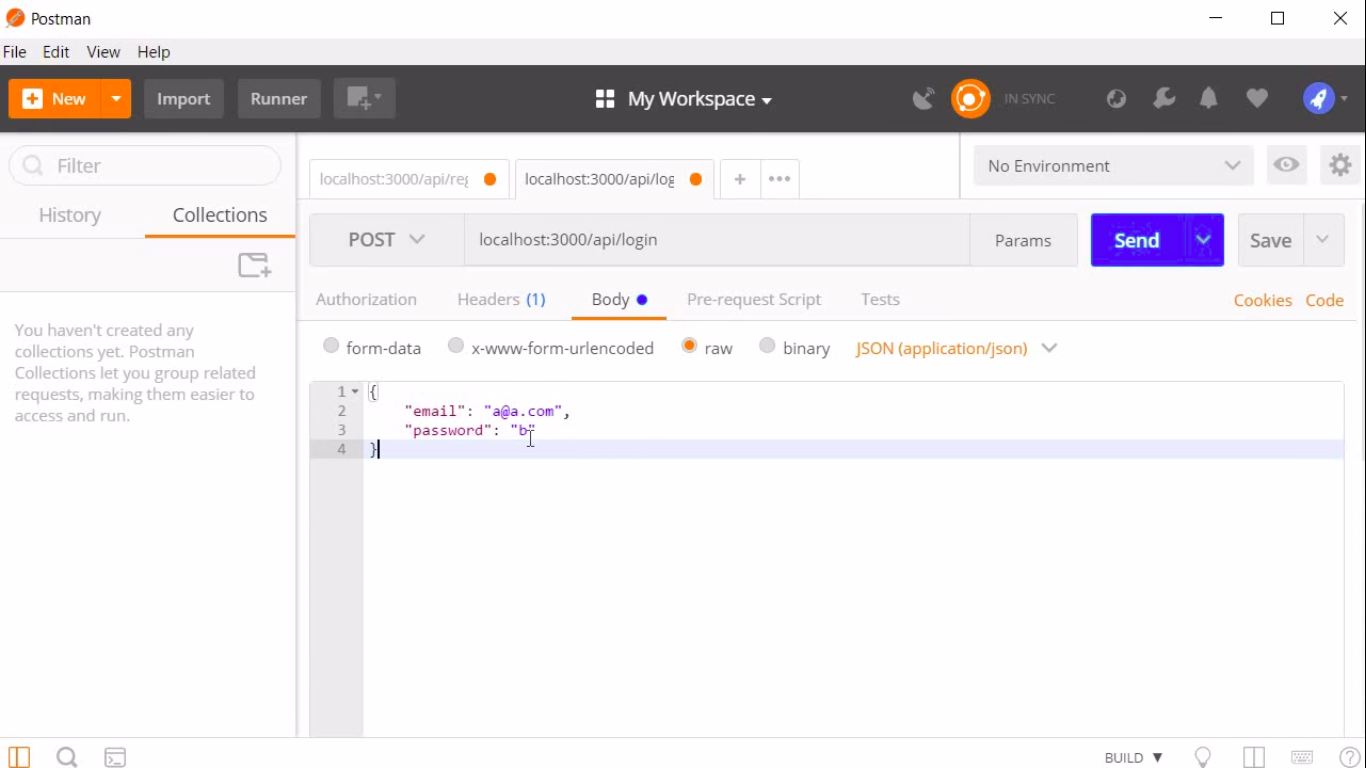 Postman
File Edit View Help
New Import Runner My Workspace IN SYNC
Filter
localhost:3000/api/reg localhost:3000/api/log No Environment
History Collections
POST localhost:3000/api/login Params Send Save
Authorization Headers (1) Body Pre-request Script Tests Cookies Code
form-data x-www-form-urlencoded raw binary JSON (application/json)
You haven't created any
collections yet. Postman
Collections let you group related
requests, making them easier to
access and run.
1 {
2 "email": "a@a.com",
3 "password": "b"
4 }
BUILD